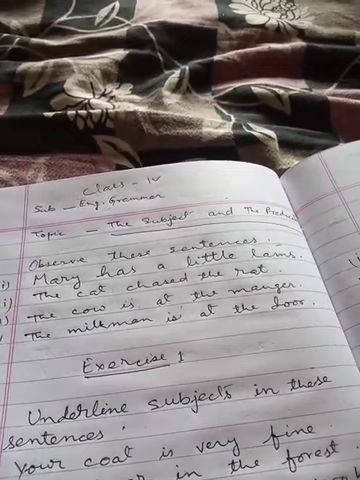 Class - IV
Sub - Eng. Grammar
Topic - The Subject and The Predic
Observe these sentences.
i) Mary has a little lams.
i) The cat chased the rat.
i) The cow is at the manger.
v The milkman is at the door.
Exercise 1
Underline subjects in these
sentences.
Your coat is very fine.
in the forest